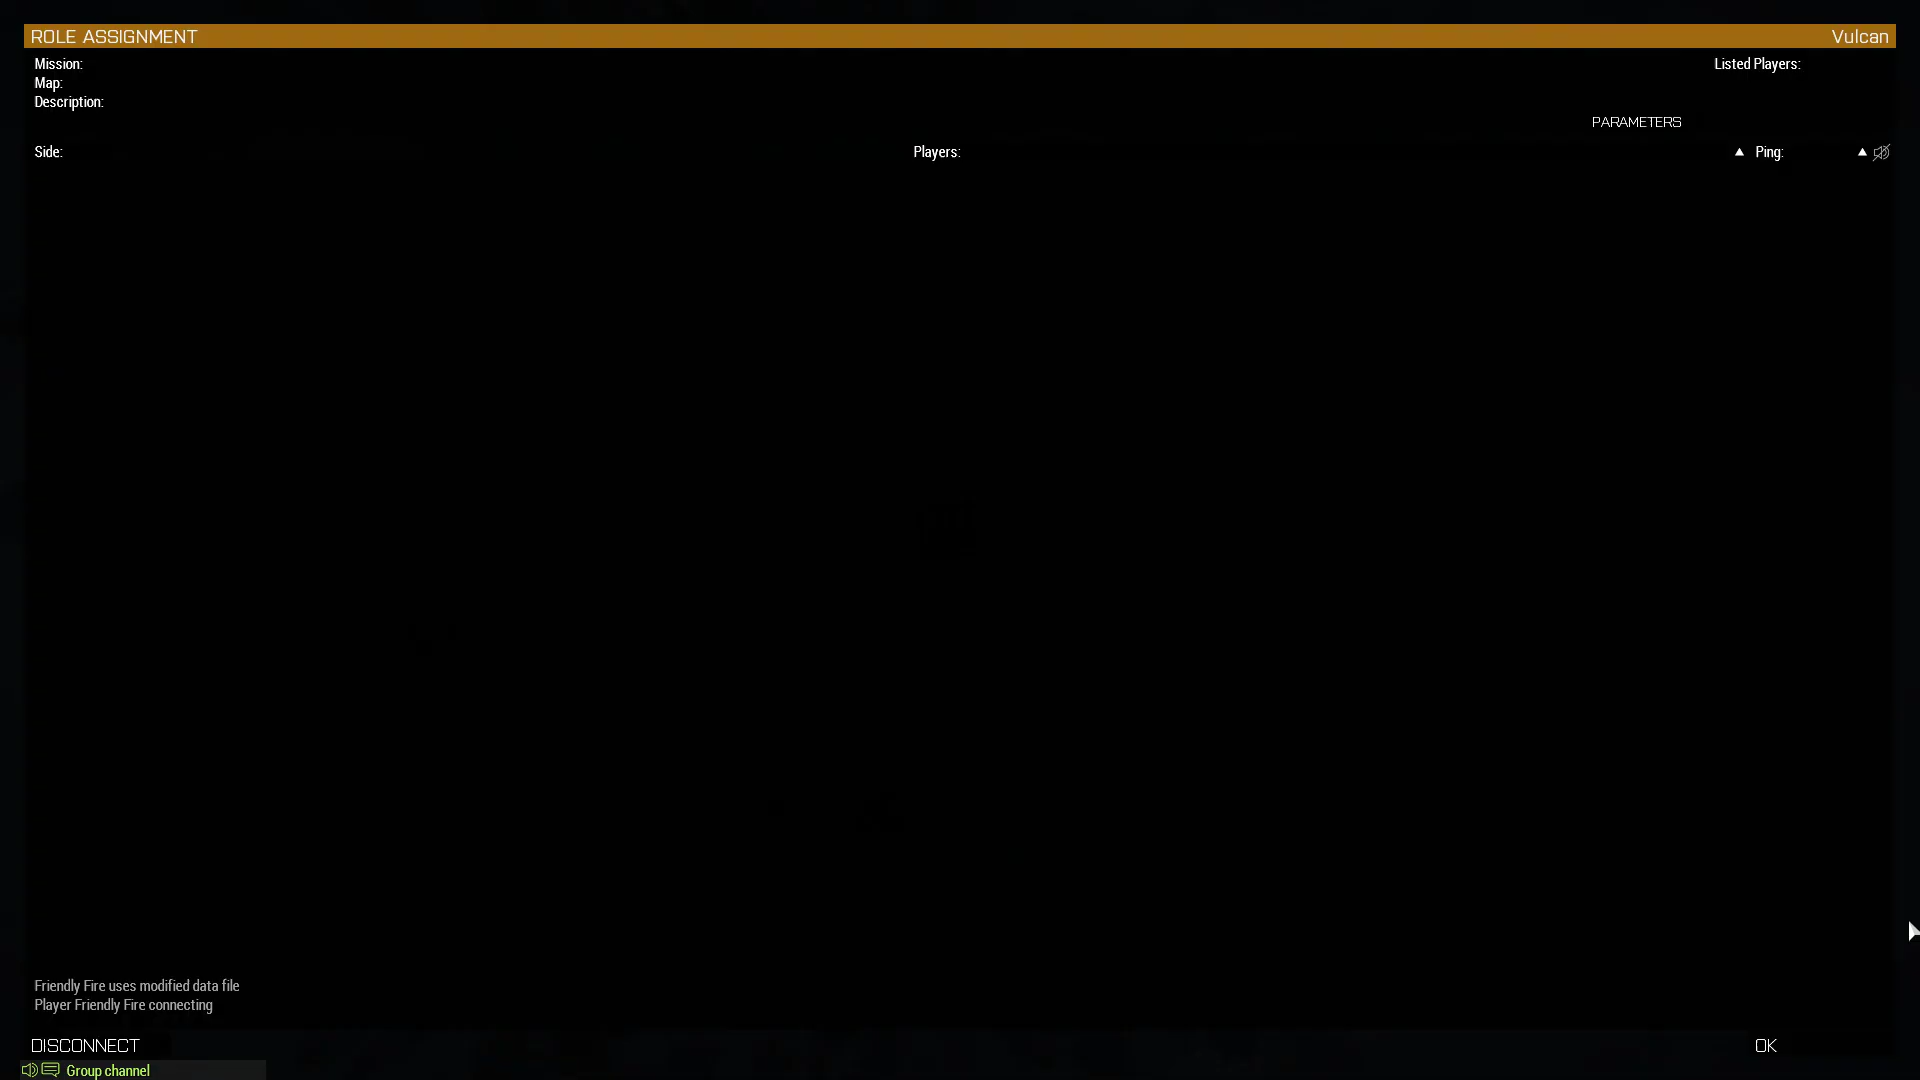 ROLE ASSIGNMENT Vulcan
Mission: Listed Players:
Map:
Description:
PARAMETERS
Side: Players: Ping:
Friendly Fire uses modified data file
Player Friendly Fire connecting
DISCONNECT OK
Group channel